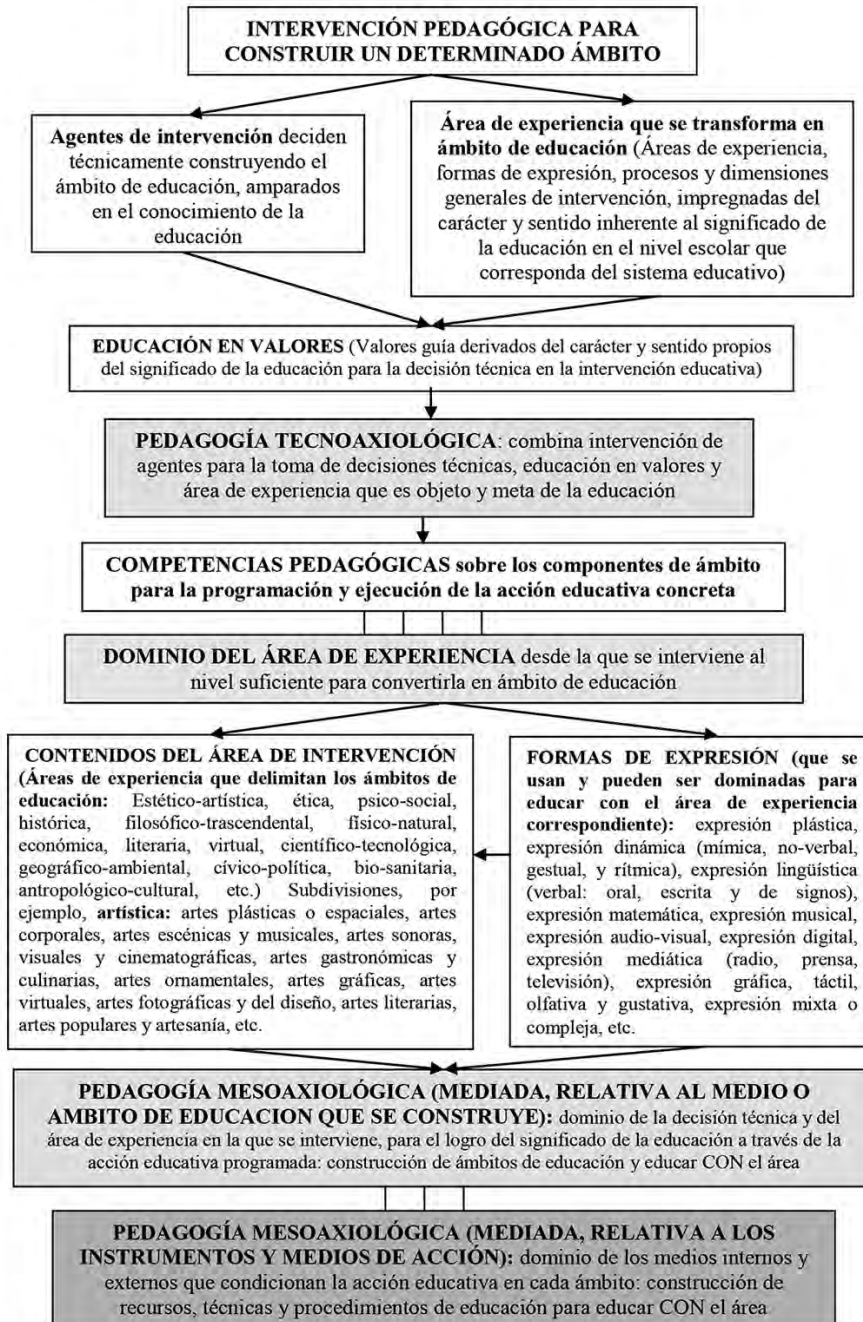 INTERVENCIÓN PEDAGÓGICA PARA
CONSTRUIR UN DETERMINADO ÁMBITO
Agentes de intervención deciden
técnicamente construyendo el
ámbito de educación, amparados
en el conocimiento de la
educación
Área de experiencia que se transforma en
ámbito de educación (Áreas de experiencia,
formas de expresión, procesos y dimensiones
generales de intervención, impregnadas del
carácter y sentido inherente al significado de
la educación en el nivel escolar que
corresponda del sistema educativo)
EDUCACIÓN EN VALORES (Valores guía derivados del carácter y sentido propios
del significado de la educación para la decisión técnica en la intervención educativa)
PEDAGOGÍA TECNOAXIOLÓGICA: combina intervención de
agentes para la toma de decisiones técnicas, educación en valores y
área de experiencia que es objeto y meta de la educación
COMPETENCIAS PEDAGÓGICAS sobre los componentes de ámbito
para la programación y ejecución de la acción educativa concreta
DOMINIO DEL ÁREA DE EXPERIENCIA desde la que se interviene al
nivel suficiente para convertirla en ámbito de educación
CONTENIDOS DEL ÁREA DE INTERVENCIÓN
(Áreas de experiencia que delimitan los ámbitos de
educación: Estético-artística, ética, psico-social,
histórica, filosófico-trascendental, físico-natural,
económica, literaria, virtual, científico-tecnológica,
geográfico-ambiental, cívico-política, bio-sanitaria,
antropológico-cultural, etc.) Subdivisiones, por
ejemplo, artística: artes plásticas o espaciales, artes
corporales, artes escénicas y musicales, artes sonoras,
visuales y cinematográficas, artes gastronómicas y
culinarias, artes ornamentales, artes gráficas, artes
virtuales, artes fotográficas y del diseño, artes literarias,
artes populares y artesanía, etc.
FORMAS DE EXPRESIÓN (que se
usan y pueden ser dominadas para
educar con el área de experiencia
correspondiente): expresión plástica,
expresión dinámica (mímica, no-verbal,
gestual, y rítmica), expresión lingüística
(verbal: oral, escrita y de signos),
expresión matemática, expresión musical,
expresión audio-visual, expresión digital,
expresión mediática (radio, prensa,
televisión), expresión gráfica, táctil,
olfativa y gustativa, expresión mixta o
compleja, etc.
PEDAGOGÍA MESOAXIOLÓGICA (MEDIADA, RELATIVA AL MEDIO O
AMBITO DE EDUCACION QUE SE CONSTRUYE): dominio de la decisión técnica y del
área de experiencia en la que se interviene, para el logro del significado de la educación a través de la
acción educativa programada: construcción de ámbitos de educación y educar CON el área
PEDAGOGÍA MESOAXIOLÓGICA (MEDIADA, RELATIVA A LOS
INSTRUMENTOS Y MEDIOS DE ACCIÓN): dominio de los medios internos y
externos que condicionan la acción educativa en cada ámbito: construcción de
recursos, técnicas y procedimientos de educación para educar CON el área